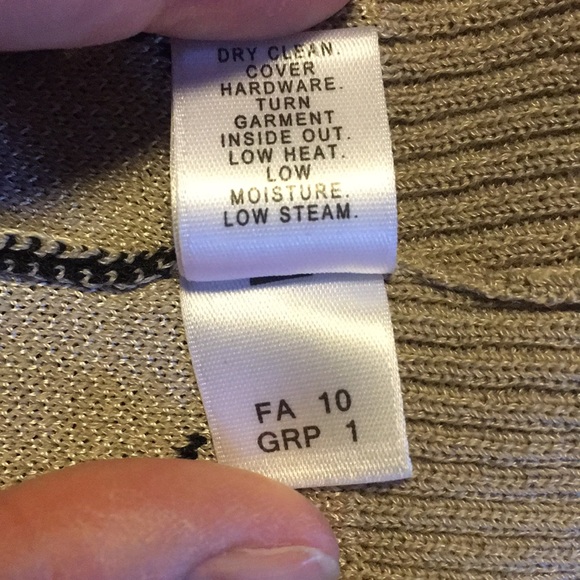 DRY CLEAN.
COVER
HARDWARE.
TURN
GARMENT
INSIDE OUT.
LOW HEAT.
LOW
MOISTURE.
LOW STEAM.
FA 10
GRP 1